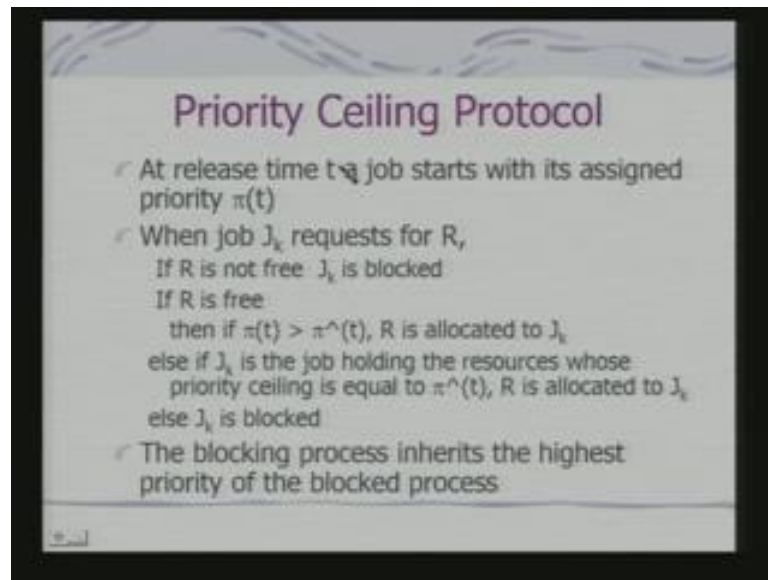 Priority Ceiling Protocol
At release time t a job starts with its assigned
priority π(t)
When job Jk requests for R,
If R is not free Jk is blocked
If R is free
then if π(t) > π^(t), R is allocated to Jk
else if Jk is the job holding the resources whose
priority ceiling is equal to π^(t), R is allocated to Jk
else Jk is blocked
The blocking process inherits the highest
priority of the blocked process